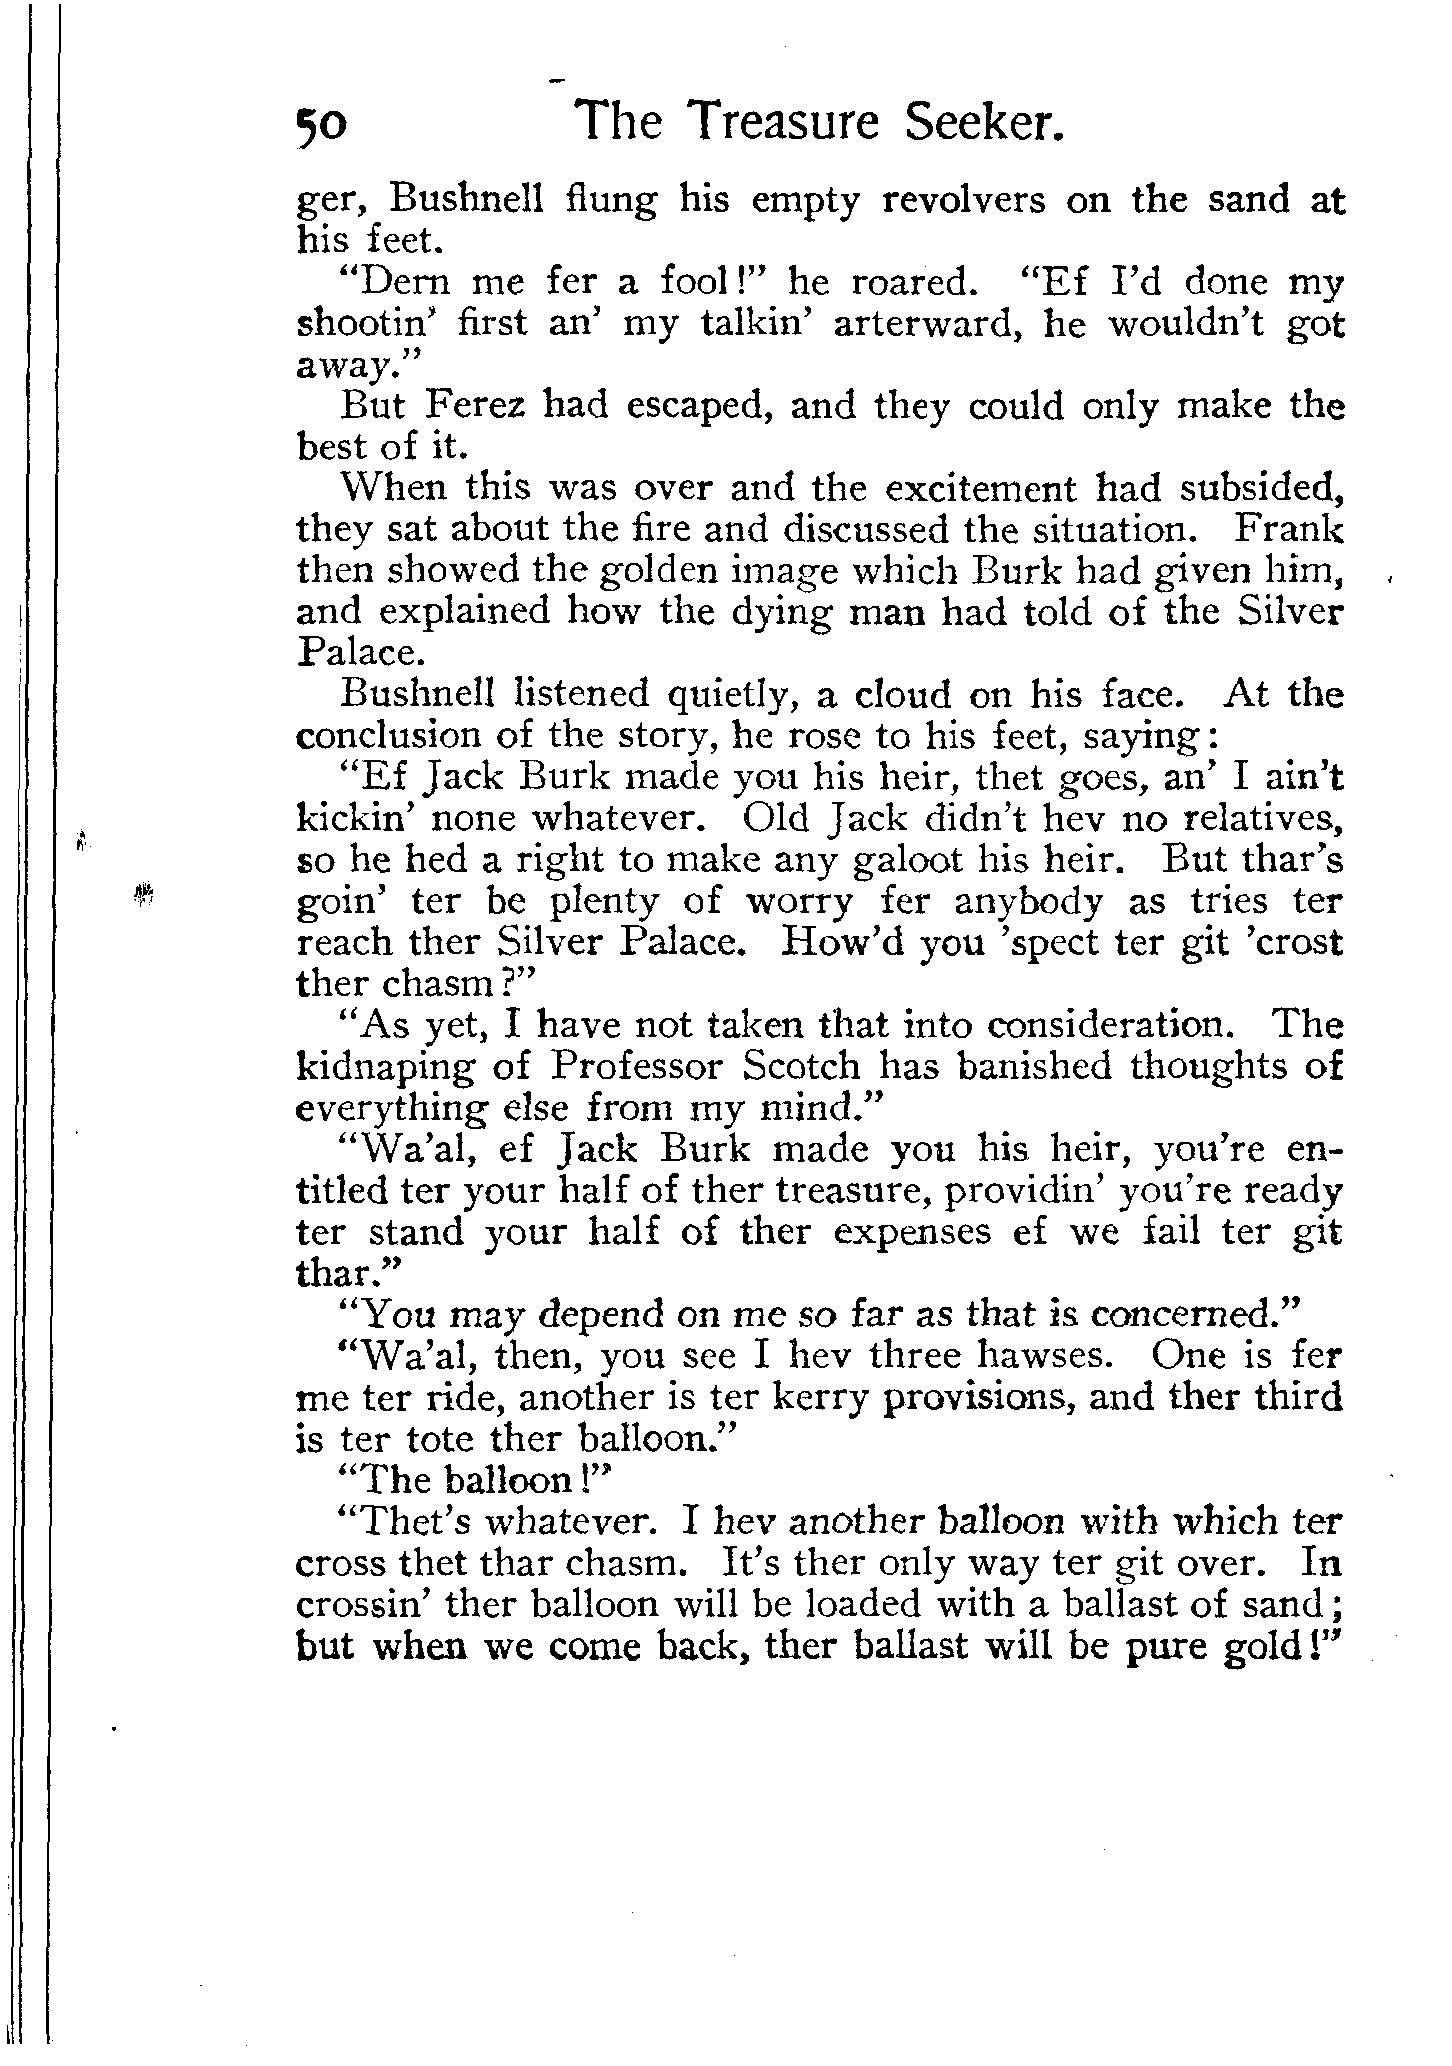 50 The Treasure Seeker.
ger, Bushnell flung his empty revolvers on the sand at
his feet.
“Dern me fer a fool!” he roared. “Ef I’d done my
shootin’ first an’ my talkin’ arterward, he wouldn’t got
away.”
But Ferez had escaped, and they could only make the
best of it.
When this was over and the excitement had subsided,
they sat about the fire and discussed the situation. Frank
then showed the golden image which Burk had given him,
and explained how the dying man had told of the Silver
Palace.
Bushnell listened quietly, a cloud on his face. At the
conclusion of the story, he rose to his feet, saying:
“Ef Jack Burk made you his heir, thet goes, an’ I ain’t
kickin’ none whatever. Old Jack didn’t hev no relatives,
so he hed a right to make any galoot his heir. But thar’s
goin’ ter be plenty of worry fer anybody as tries ter
reach ther Silver Palace. How’d you ’spect ter git ’crost
ther chasm?”
“As yet, I have not taken that into consideration. The
kidnaping of Professor Scotch has banished thoughts of
everything else from my mind.”
“Wa’al, ef Jack Burk made you his heir, you’re en-
titled ter your half of ther treasure, providin’ you’re ready
ter stand your half of ther expenses ef we fail ter git
thar.”
“You may depend on me so far as that is concerned.”
“Wa’al, then, you see I hev three hawses. One is fer
me ter ride, another is ter kerry provisions, and ther third
is ter tote ther balloon.”
“The balloon!”
“Thet’s whatever. I hev another balloon with which ter
cross thet thar chasm. It’s ther only way ter git over. In
crossin’ ther balloon will be loaded with a ballast of sand;
but when we come back, ther ballast will be pure gold!”